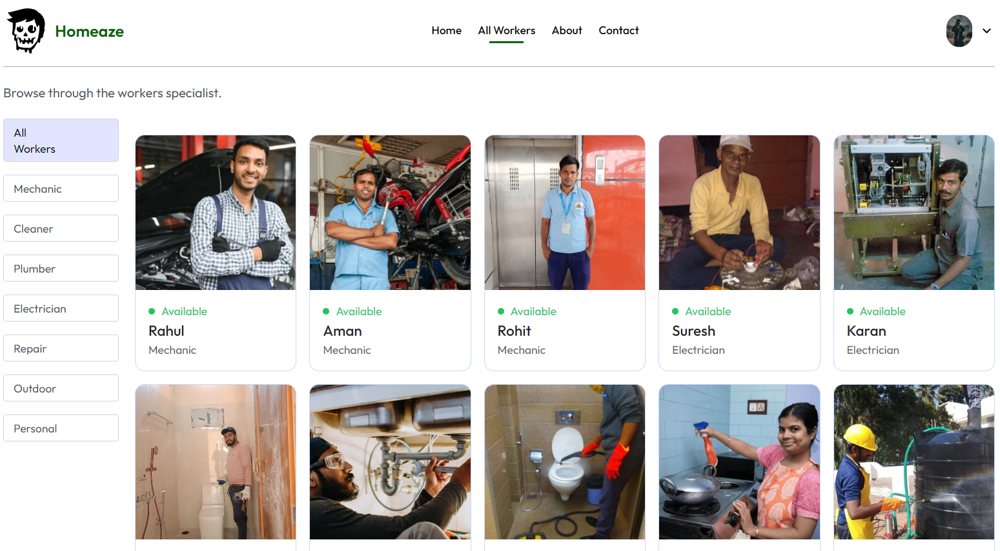 Homeaze
Home
All Workers
About
Contact
Browse through the workers specialist.
All
Workers
Mechanic
Cleaner
Plumber
Electrician
Repair
Outdoor
Personal
Available
Rahul
Mechanic
Available
Aman
Mechanic
Available
Rohit
Mechanic
Available
Suresh
Electrician
Available
Karan
Electrician